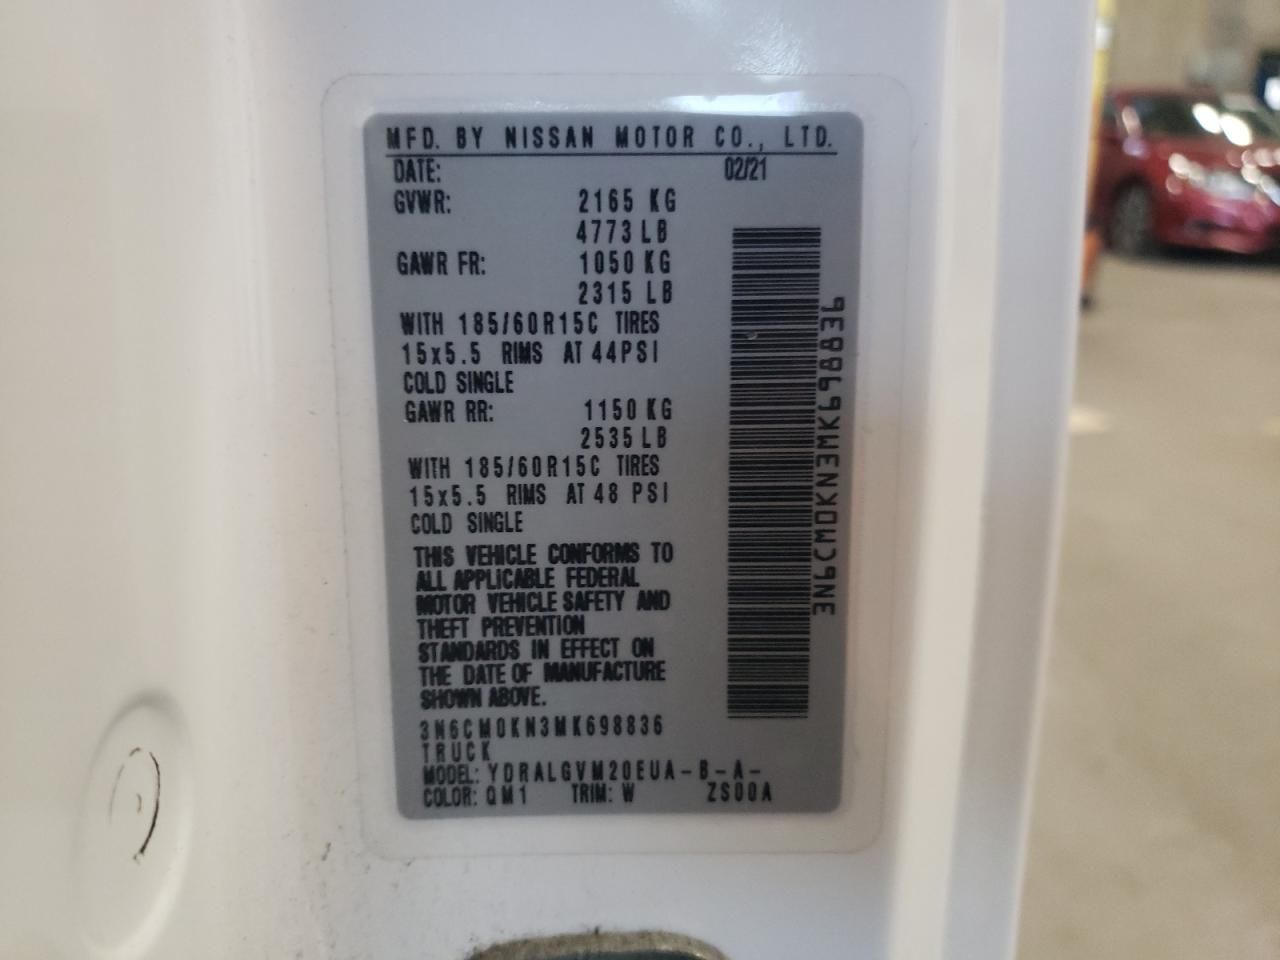 MFD. BY NISSAN MOTOR CO., LTD.
DATE: 02/21
GVWR: 2165 KG
4773 LB
GAWR FR: 1050 KG
2315 LB
WITH 185/60R15C TIRES
15x5.5 RIMS AT 44PSI
COLD SINGLE
GAWR RR: 1150 KG
2535 LB
WITH 185/60R15C TIRES
15x5.5 RIMS AT 48 PSI
COLD SINGLE
THIS VEHICLE CONFORMS TO
ALL APPLICABLE FEDERAL
MOTOR VEHICLE SAFETY AND
THEFT PREVENTION
STANDARDS IN EFFECT ON
THE DATE OF MANUFACTURE
SHOWN ABOVE.
3N6CM0KN3MK698836
TRUCK
MODEL: YDRALGVM20EUA-B-A-
COLOR: QM1 TRIM: W ZS00A
3N6CM0KN3MK698836